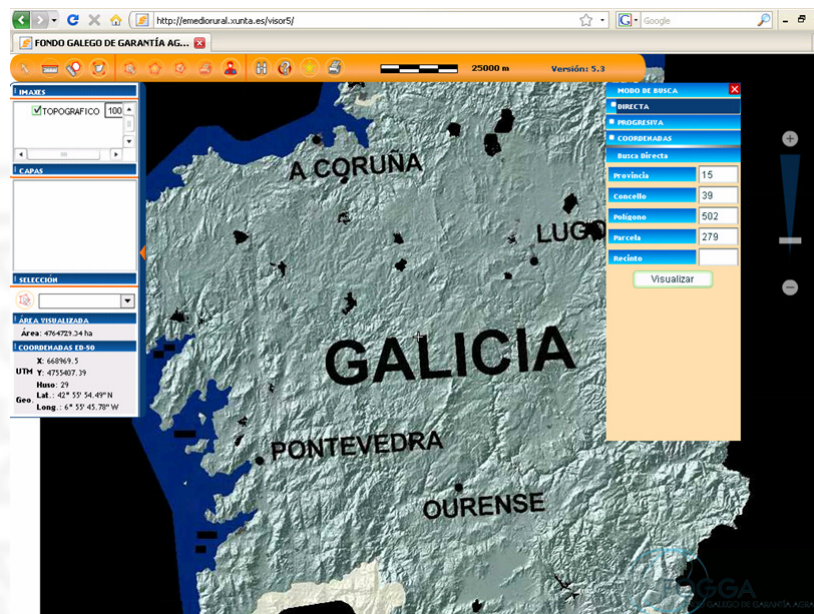 http://emediorural.xunta.es/visor5/
Google
FONDO GALEGO DE GARANTÍA AG...
25000 m
Versión: 5.3
IMAXES
TOPOGRAFICO 100
CAPAS
SELECCIÓN
ÁREA VISUALIZADA
Área: 4764729.34 ha
COORDENADAS ED-50
X: 668969.5
UTM Y: 4755407.39
Huso: 29
Geo. Lat.: 42° 55' 54.49" N
Long.: 6° 55' 45.78" W
A CORUÑA
LUGO
GALICIA
PONTEVEDRA
OURENSE
MODO DE BUSCA
DIRECTA
PROGRESIVA
COORDENADAS
Busca Directa
Provincia 15
Concello 39
Polígono 502
Parcela 279
Recinto
Visualizar
GGA
GALEGO DE GARANTÍA AGRA